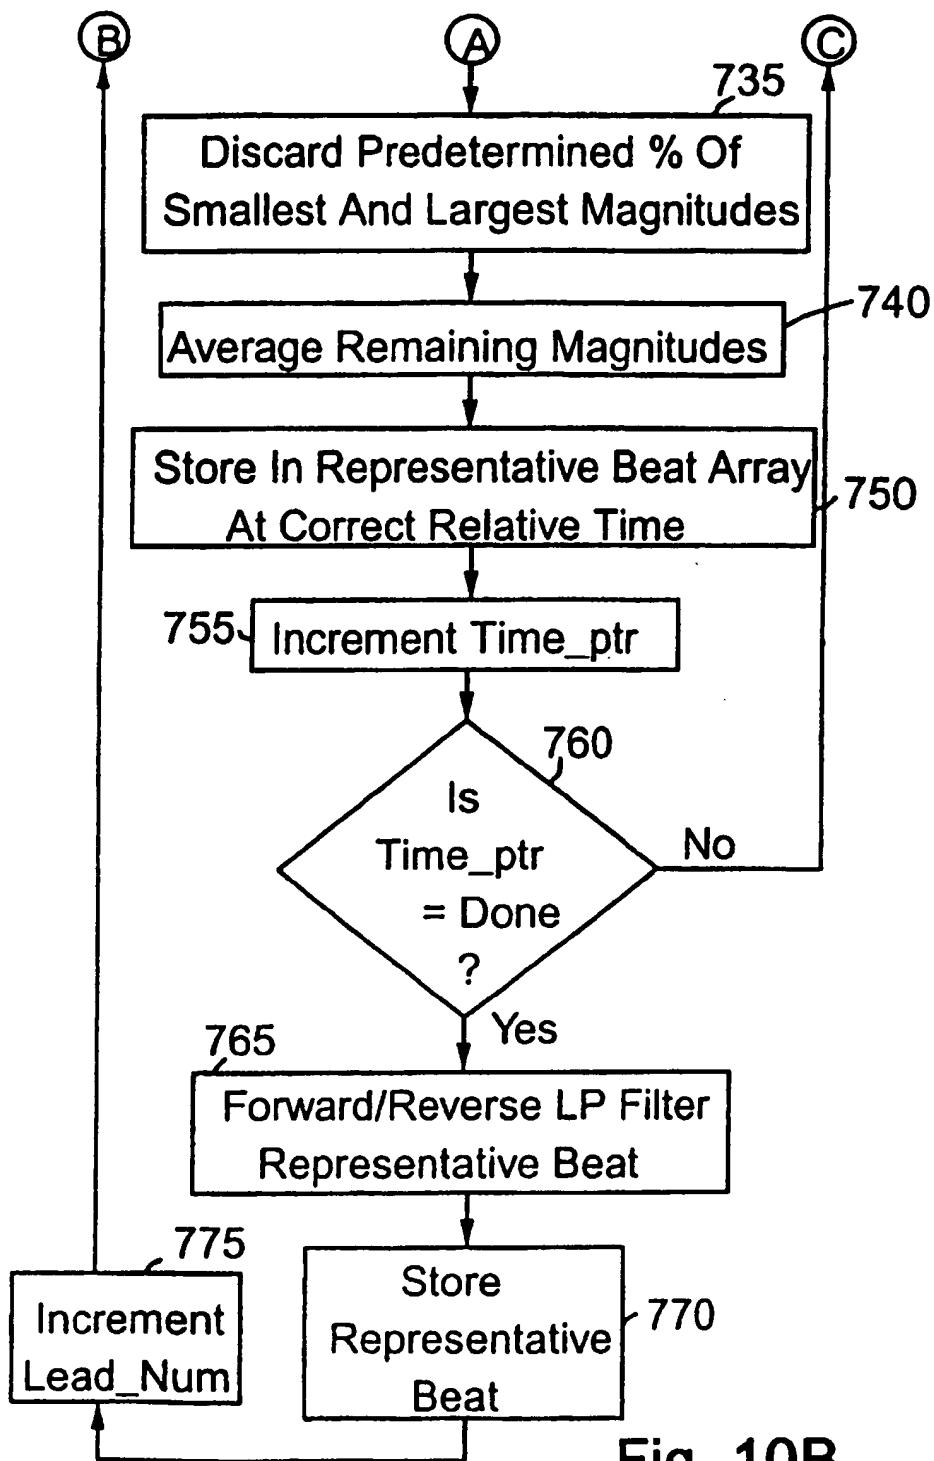 B
A
C
735
Discard Predetermined % Of
Smallest And Largest Magnitudes
740
Average Remaining Magnitudes
Store In Representative Beat Array
At Correct Relative Time
750
755
Increment Time_ptr
760
Is
Time_ptr
= Done
?
No
Yes
765
Forward/Reverse LP Filter
Representative Beat
775
Increment
Lead_Num
Store
Representative
Beat
770
Fig. 10B